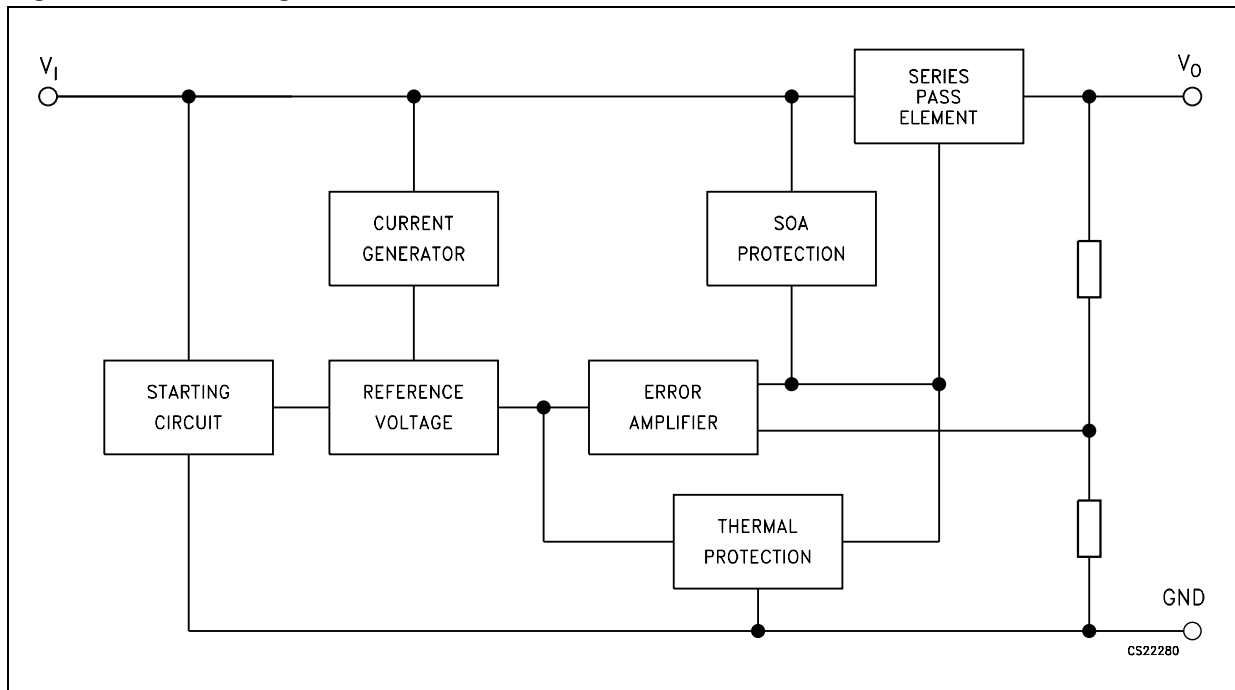 V_I
SERIES
PASS
ELEMENT
V_O
CURRENT
GENERATOR
SOA
PROTECTION
STARTING
CIRCUIT
REFERENCE
VOLTAGE
ERROR
AMPLIFIER
THERMAL
PROTECTION
GND
CS22280